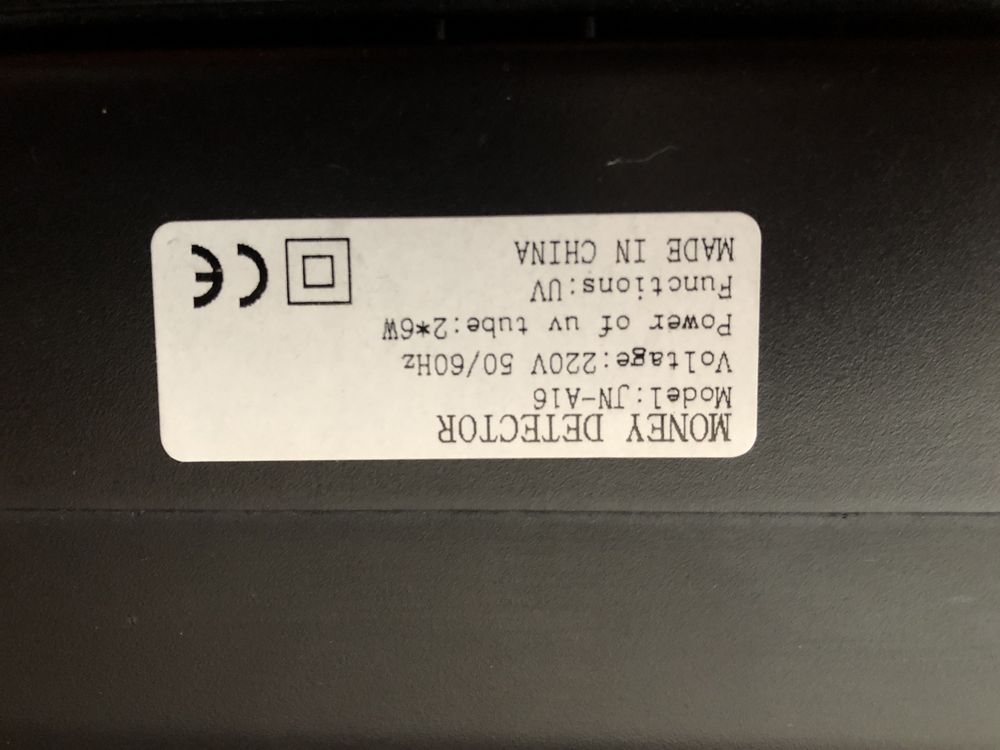 MONEY DETECTOR
Model:JN-A16
Voltage:220V 50/60Hz
Power of uv tube:2*6W
Functions:UV
MADE IN CHINA
CE